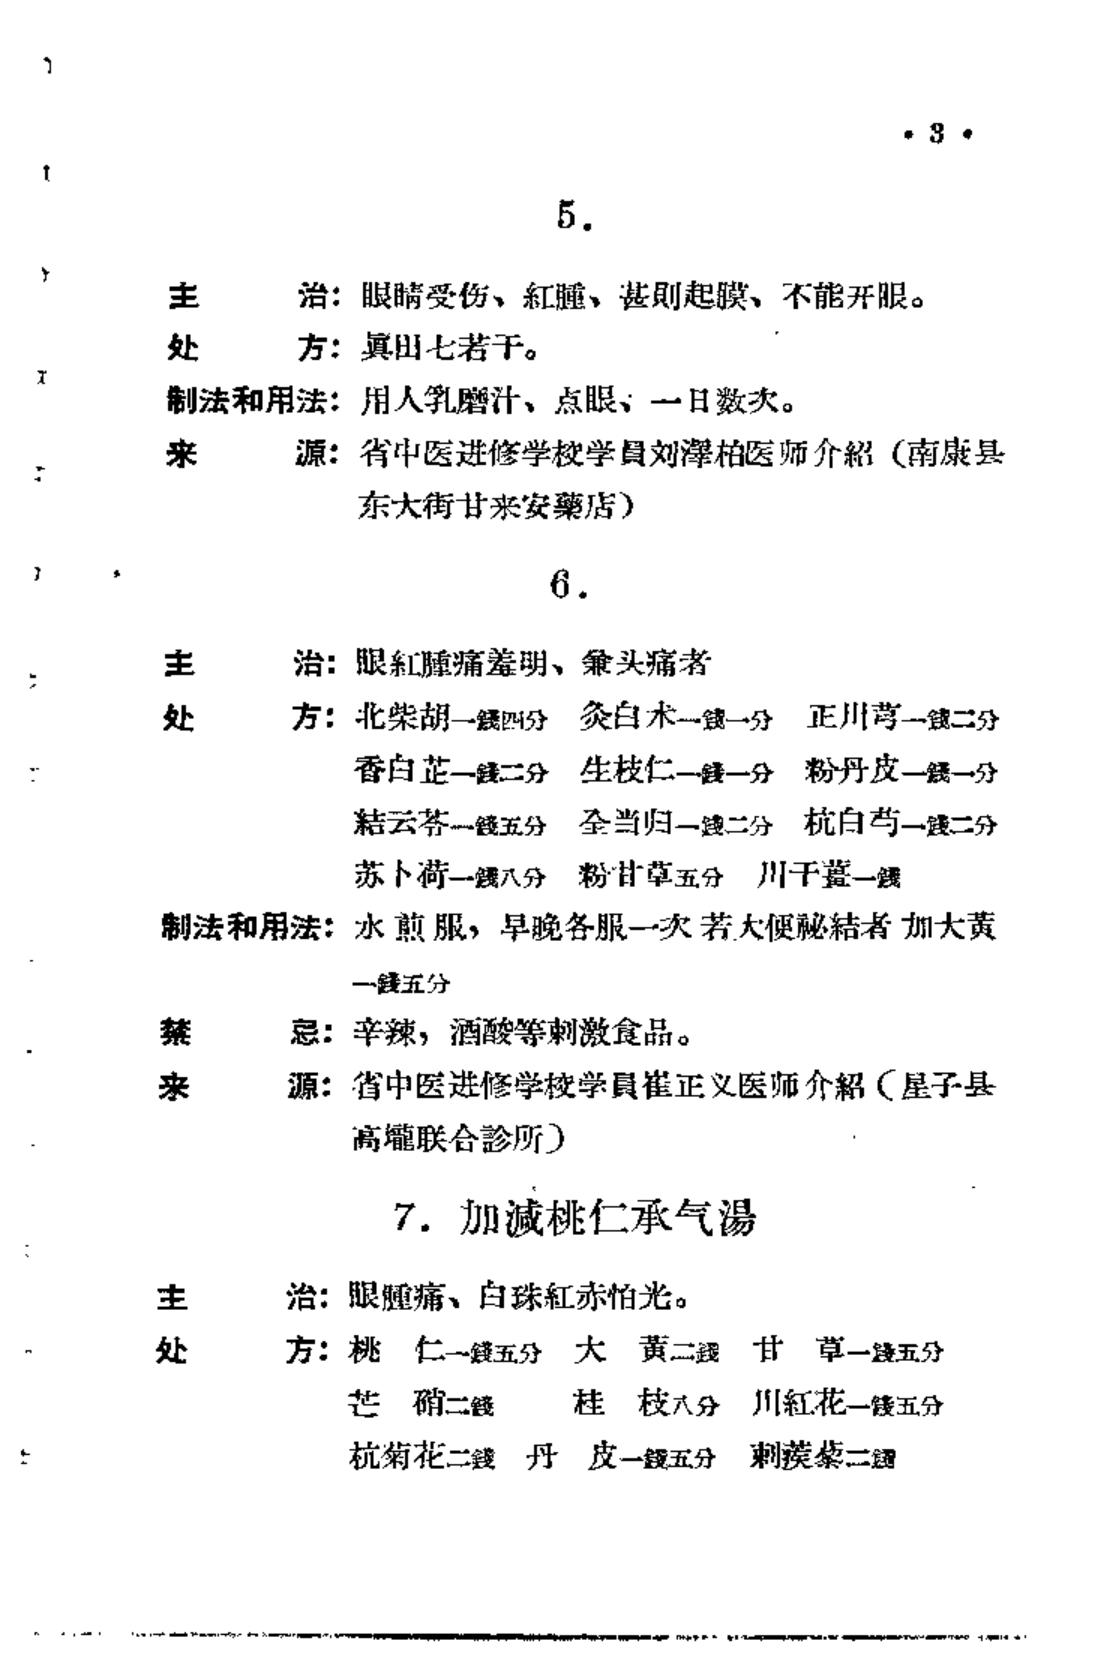 • 3 •
5.
主　　治：眼睛受伤、紅腫、甚則起膜、不能开眼。
处　　方：眞田七若干。
制法和用法：用人乳磨汁、点眼、一日数次。
来　　源：省中医进修学校学員刘澤柏医师介紹（南康县
东大街甘来安藥店）
6.
主　　治：眼紅腫痛羞明、兼头痛者
处　　方：北柴胡一錢四分　灸白朮一錢一分　正川芎一錢二分
香白芷一錢二分　生枝仁一錢一分　粉丹皮一錢一分
結云苓一錢五分　全当归一錢二分　杭白芍一錢二分
苏卜荷一錢八分　粉甘草五分　川干薑一錢
制法和用法：水煎服，早晚各服一次 若大便祕結者 加大黄
一錢五分
禁　　忌：辛辣，酒酸等刺激食品。
来　　源：省中医进修学校学員崔正义医师介紹（星子县
高壠联合診所）
7. 加減桃仁承气湯
主　　治：眼腫痛、白珠紅赤怕光。
处　　方：桃　仁一錢五分　大　黄二錢　甘　草一錢五分
芒　硝二錢　桂　枝八分　川紅花一錢五分
杭菊花二錢　丹　皮一錢五分　刺蒺藜二錢